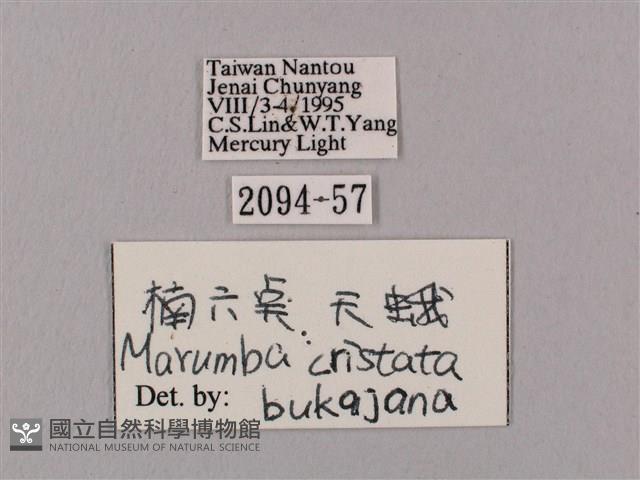 Taiwan Nantou
Jenai Chunyang
VIII/3-4/1995
C.S.Lin&W.T.Yang
Mercury Light
2094-57
楠六點天蛾
Marumba cristata
Det. by: bukajana
國立自然科學博物館
NATIONAL MUSEUM OF NATURAL SCIENCE